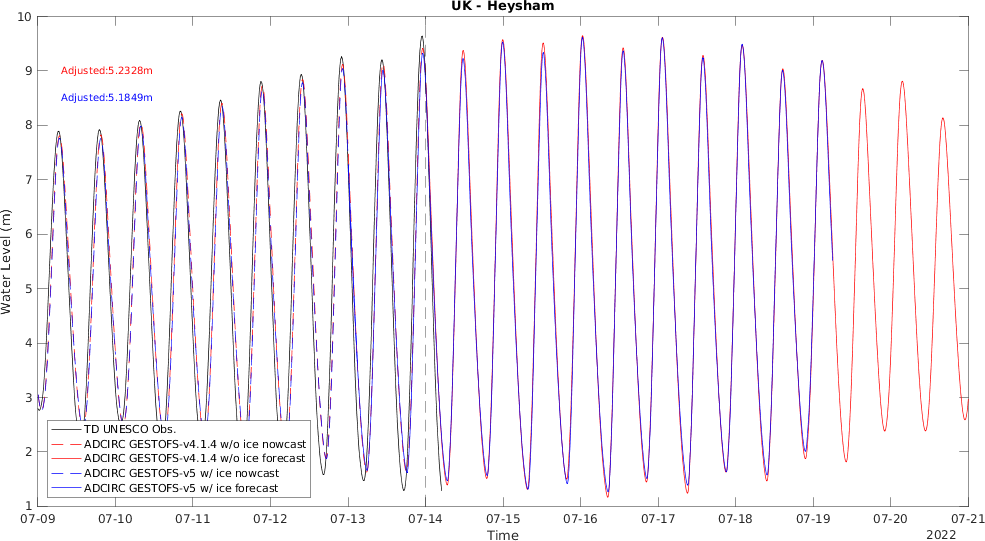 UK - Heysham
Water Level (m)
10
9
8
7
6
5
4
3
2
1
Adjusted:5.2328m
Adjusted:5.1849m
TD UNESCO Obs.
ADCIRC GESTOFS-v4.1.4 w/o ice nowcast
ADCIRC GESTOFS-v4.1.4 w/o ice forecast
ADCIRC GESTOFS-v5 w/ ice nowcast
ADCIRC GESTOFS-v5 w/ ice forecast
07-09 07-10 07-11 07-12 07-13 07-14 07-15 07-16 07-17 07-18 07-19 07-20 07-21
Time
2022